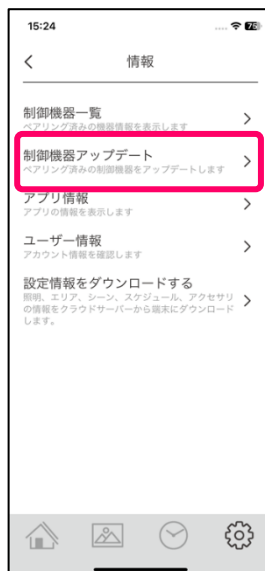 15:24
75
情報
制御機器一覧
ペアリング済みの機器情報を表示します
制御機器アップデート
ペアリング済みの制御機器をアップデートします
アプリ情報
アプリの情報を表示します
ユーザー情報
アカウント情報を確認します
設定情報をダウンロードする
照明、エリア、シーン、スケジュール、アクセサリ
の情報をクラウドサーバーから端末にダウンロード
します。